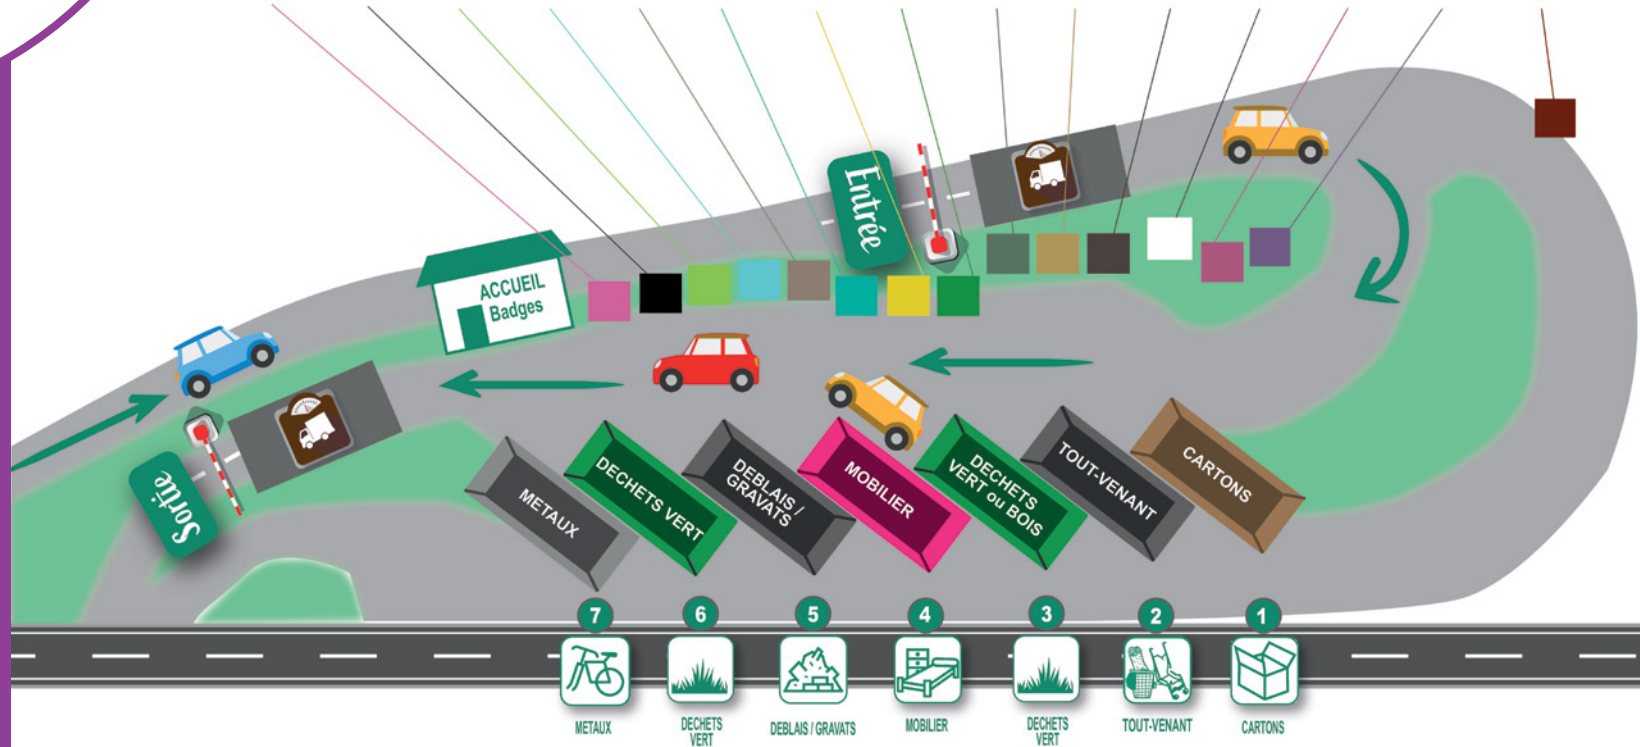 Entrée
ACCUEIL
Badges
Sortie
METAUX
DECHETS VERT
DEBLAIS /
GRAVATS
MOBILIER
DECHETS
VERT ou BOIS
TOUT-VENANT
CARTONS
7
6
5
4
3
2
1
METAUX
DECHETS
VERT
DEBLAIS / GRAVATS
MOBILIER
DECHETS
VERT
TOUT-VENANT
CARTONS